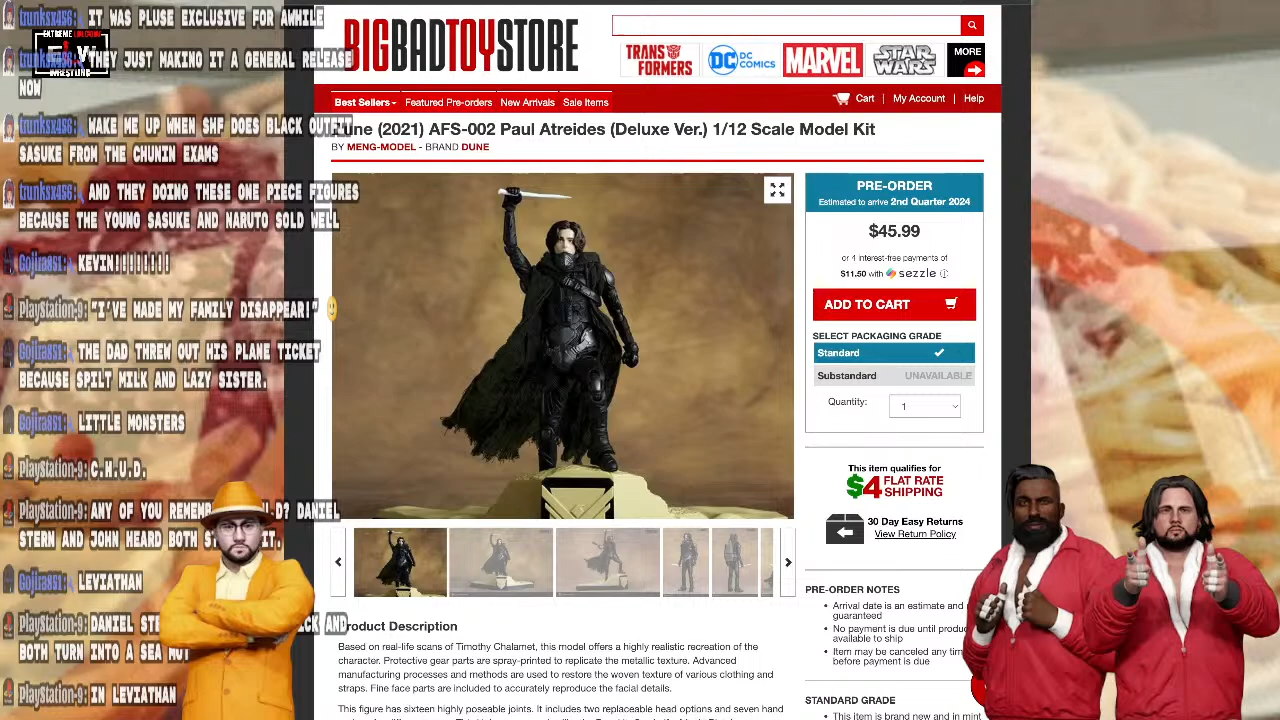 trunksx456: IT WAS PLUSE EXCLUSIVE FOR AWHILE
trunksx456: THEY JUST MAKING IT A GENERAL RELEASE
NOW
EXTREME
WRESTLING
trunksx456: WAKE ME UP WHEN SHE DOES BLACK OUTFIT
SASUKE FROM THE CHUNIN EXAMS
trunksx456: AND THEY DOING THESE ONE PIECE FIGURES
BECAUSE THE YOUNG SASUKE AND NARUTO SOLD WELL
Gojira881: KEVIN!!!!!!!!
PlayStation-9: "I'VE MADE MY FAMILY DISAPPEAR!"
Gojira881: THE DAD THREW OUT HIS PLANE TICKET
BECAUSE SPILT MILK AND LAZY SISTER.
Gojira881: LITTLE MONSTERS
PlayStation-9: C.H.U.D.
PlayStation-9: ANY OF YOU REMEMBER D? DANIEL
STERN AND JOHN HEARD BOTH IT.
Gojira881: LEVIATHAN
PlayStation-9: DANIEL AND
BOTH TURN INTO A SEA
PlayStation-9: IN LEVIATHAN
BIGBADTOYSTORE
TRANSFORMERS
DC COMICS
MARVEL
STAR WARS
MORE
Best Sellers
Featured Pre-orders
New Arrivals
Sale Items
Cart | My Account | Help
Dune (2021) AFS-002 Paul Atreides (Deluxe Ver.) 1/12 Scale Model Kit
BY MENG-MODEL - BRAND DUNE
PRE-ORDER
Estimated to arrive 2nd Quarter 2024
$45.99
or 4 interest-free payments of
$11.50 with sezzle
ADD TO CART
SELECT PACKAGING GRADE
Standard
Substandard UNAVAILABLE
Quantity: 1
This item qualifies for
$4 FLAT RATE SHIPPING
30 Day Easy Returns
View Return Policy
PRE-ORDER NOTES
Arrival date is an estimate and
guaranteed
No payment is due until
available to ship
Item may be canceled any
before payment is due
STANDARD GRADE
This item is brand new and in mint
Product Description
Based on real-life scans of Timothy Chalamet, this model offers a highly realistic recreation of the
character. Protective gear parts are spray-printed to replicate the metallic texture. Advanced
manufacturing processes and methods are used to restore the woven texture of various clothing and
straps. Fine face parts are included to accurately reproduce the facial details.
This figure has sixteen highly poseable joints. It includes two replaceable head options and seven hand